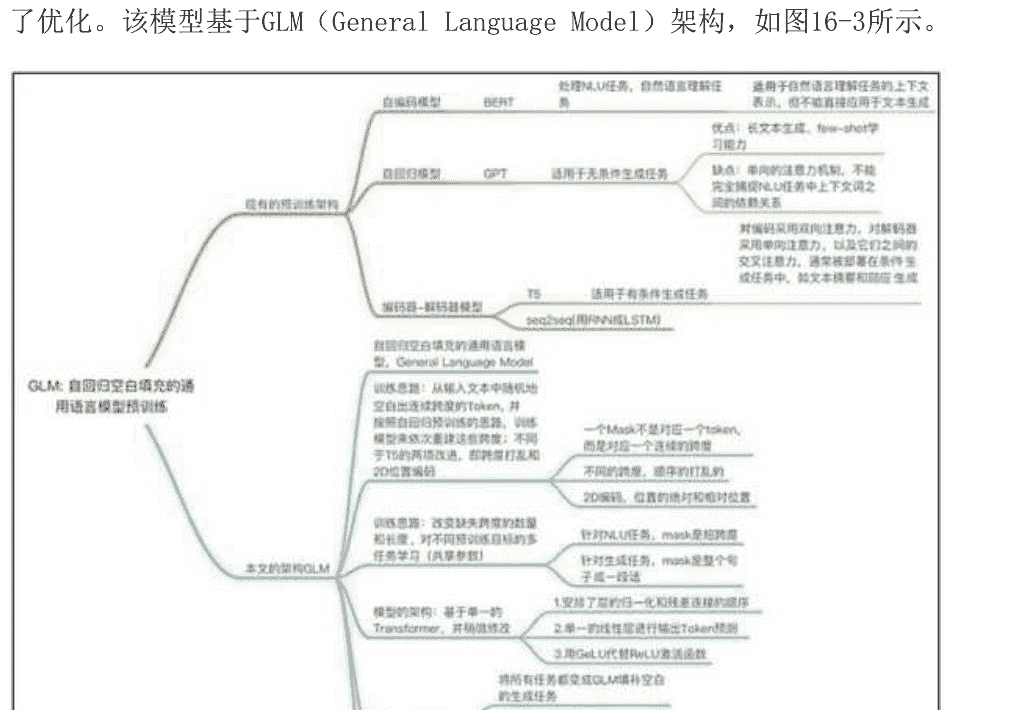 了优化。该模型基于GLM（General Language Model）架构，如图16-3所示。
处理NLU任务，自然语言理解任
务
适用于自然语言理解任务的上下文
表示，但不能直接应用于文本生成
自编码模型
BERT
优点：长文本生成，few-shot学
习能力
自回归模型
GPT
适用于无条件生成任务
缺点：单向的注意力机制，不能
完全捕捉NLU任务中上下文词之
间的依赖关系
现有的预训练架构
对编码采用双向注意力，对解码器
采用单向注意力，以及它们之间的
交叉注意力，通常被部署在条件生
成任务中，如文本摘要和回应生成
T5
适用于有条件生成任务
编码器-解码器模型
seq2seq(用RNN或LSTM)
自回归空白填充的通用语言模
型，General Language Model
GLM: 自回归空白填充的通
用语言模型预训练
训练思路：从输入文本中随机地
空白出连续跨度的Token，并
按照自回归预训练的思路，训练
模型来依次重建这些跨度；不同
于T5的两项改进，即跨度打乱和
2D位置编码
一个Mask不是对应一个token，
而是对应一个连续的跨度
不同的跨度，顺序的打乱的
2D编码，位置的绝对和相对位置
训练思路：改变缺失跨度的数量
和长度，对不同预训练目标的多
任务学习（共享参数）
针对NLU任务，mask是短跨度
针对生成任务，mask是整个句
子或一段话
本文的架构GLM
模型的架构：基于单一的
Transformer，并稍微修改
1.安排了层的归一化和残差连接的顺序
2.单一的线性层进行输出Token预测
3.用GeLU代替ReLU激活函数
将所有任务都变成GLM填补空白
的生成任务